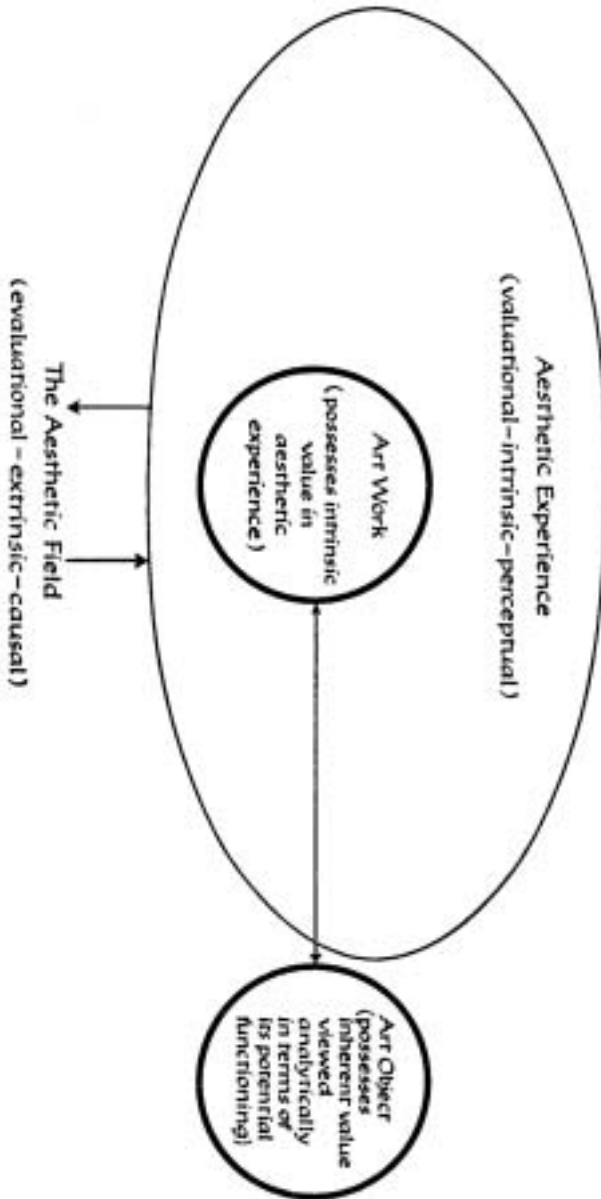 Aesthetic Experience
(valuational-intrinsic-perceptual)
Art Work
(possesses intrinsic
value in
aesthetic
experience)
Art Object
(possesses
inherent value
viewed
analytically
in terms of
its potential
functioning)
The Aesthetic Field
(evaluational-extrinsic-causal)